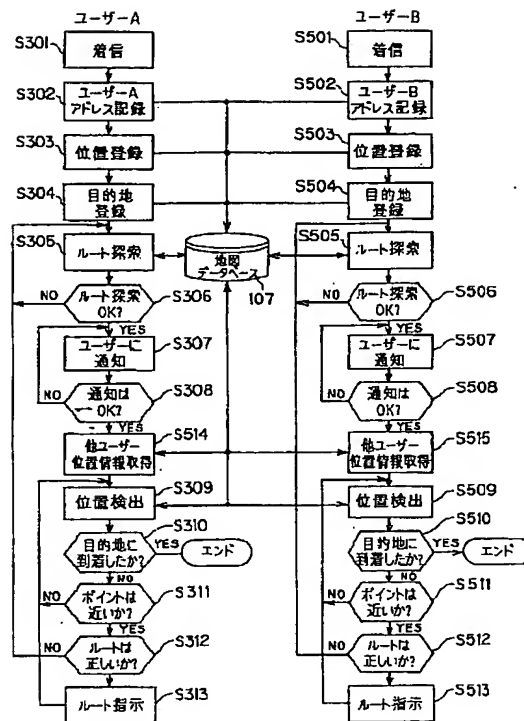 ユーザーA
S301
着信
S302
ユーザーA
アドレス記録
S303
位置登録
S304
目的地
登録
S305
ルート探索
NO
ルート探索
OK?
S306
YES
ユーザーに
通知
S307
NO
通知は
OK?
S308
YES
他ユーザー
位置情報取得
S514
位置検出
S309
目的地に
到着したか?
S310
YES
エンド
NO
ポイントは
近いか?
S311
NO
YES
ルートは
正しいか?
S312
NO
ルート指示
S313
地図
データベース
107
ユーザーB
S501
着信
S502
ユーザーB
アドレス記録
S503
位置登録
S504
目的地
登録
S505
ルート探索
NO
ルート探索
OK?
S506
YES
ユーザーに
通知
S507
NO
通知は
OK?
S508
YES
他ユーザー
位置情報取得
S515
位置検出
S509
目的地に
到着したか?
S510
YES
エンド
NO
ポイントは
近いか?
S511
NO
YES
ルートは
正しいか?
S512
NO
ルート指示
S513